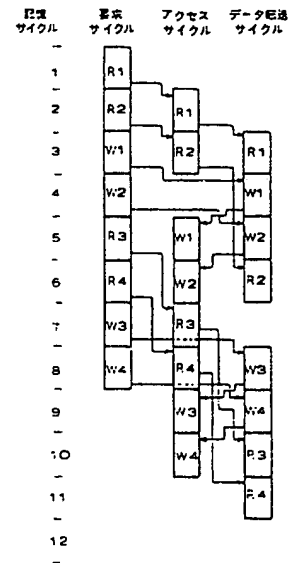 記憶 要求 アクセス データ転送
サイクル サイクル サイクル サイクル
1 R1
2 R2 R1
3 W1 R2 R1
4 W2 W1
5 R3 W1 W2
6 R4 W2 R2
7 W3 R3
8 W4 R4 W3
9 W3 W4
10 W4 R3
11 R4
12